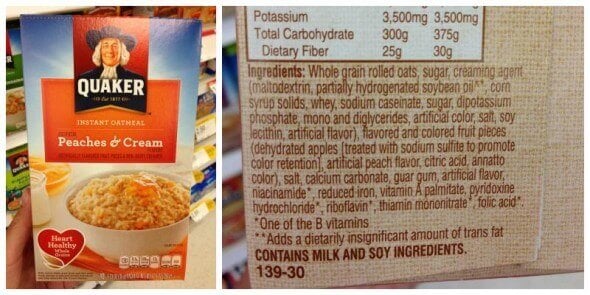 QUAKER
Est 1877
INSTANT OATMEAL
Peaches & Cream
Heart
Healthy
Whole
Grains
Potassium 3,500mg 3,500mg
Total Carbohydrate 300g 375g
Dietary Fiber 25g 30g
Ingredients: Whole grain rolled oats, sugar, creaming agent
(maltodextrin, partially hydrogenated soybean oil**, corn
syrup solids, whey, sodium caseinate, sugar, dipotassium
phosphate, mono and diglycerides, artificial color, salt, soy
lecithin, artificial flavor), flavored and colored fruit pieces
(dehydrated apples [treated with sodium sulfite to promote
color retention], artificial peach flavor, citric acid, annatto
color), salt, calcium carbonate, guar gum, artificial flavor,
niacinamide*, reduced iron, vitamin A palmitate, pyridoxine
hydrochloride*, riboflavin*, thiamin mononitrate*, folic acid*.
*One of the B vitamins
**Adds a dietarily insignificant amount of trans fat
CONTAINS MILK AND SOY INGREDIENTS.
139-30